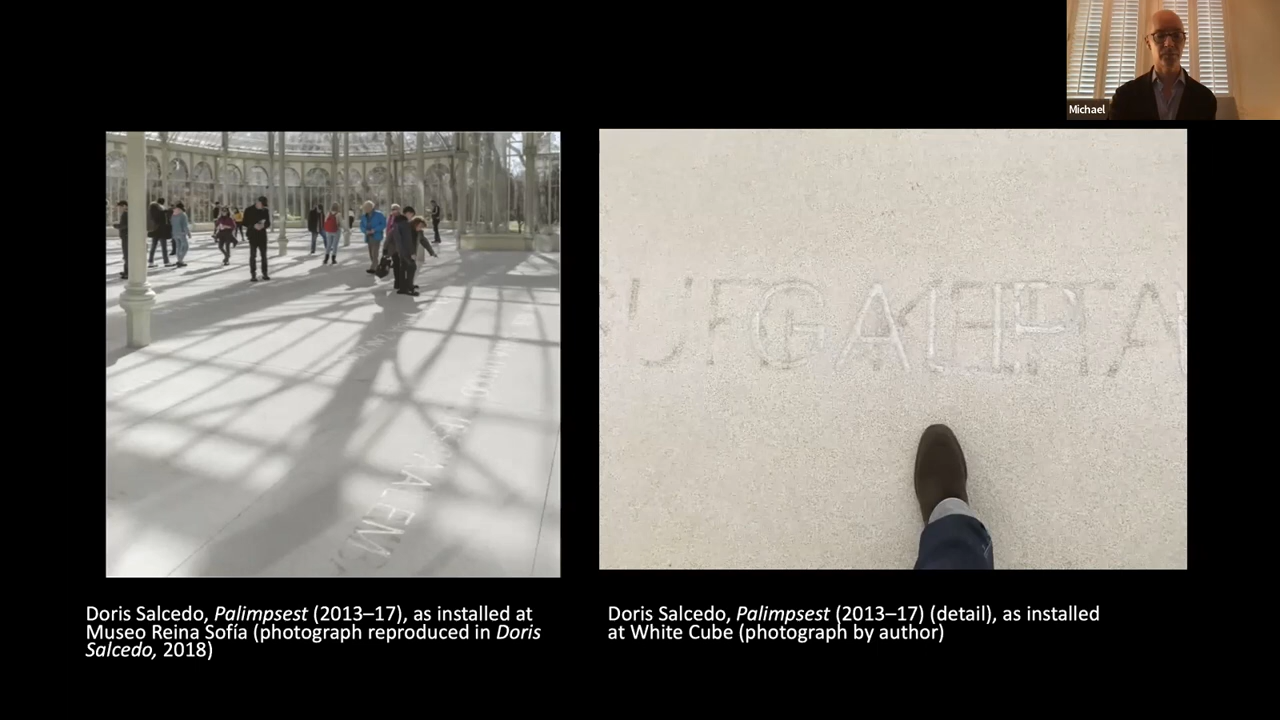 Michael
Doris Salcedo, Palimpsest (2013–17), as installed at
Museo Reina Sofía (photograph reproduced in Doris
Salcedo, 2018)
Doris Salcedo, Palimpsest (2013–17) (detail), as installed
at White Cube (photograph by author)